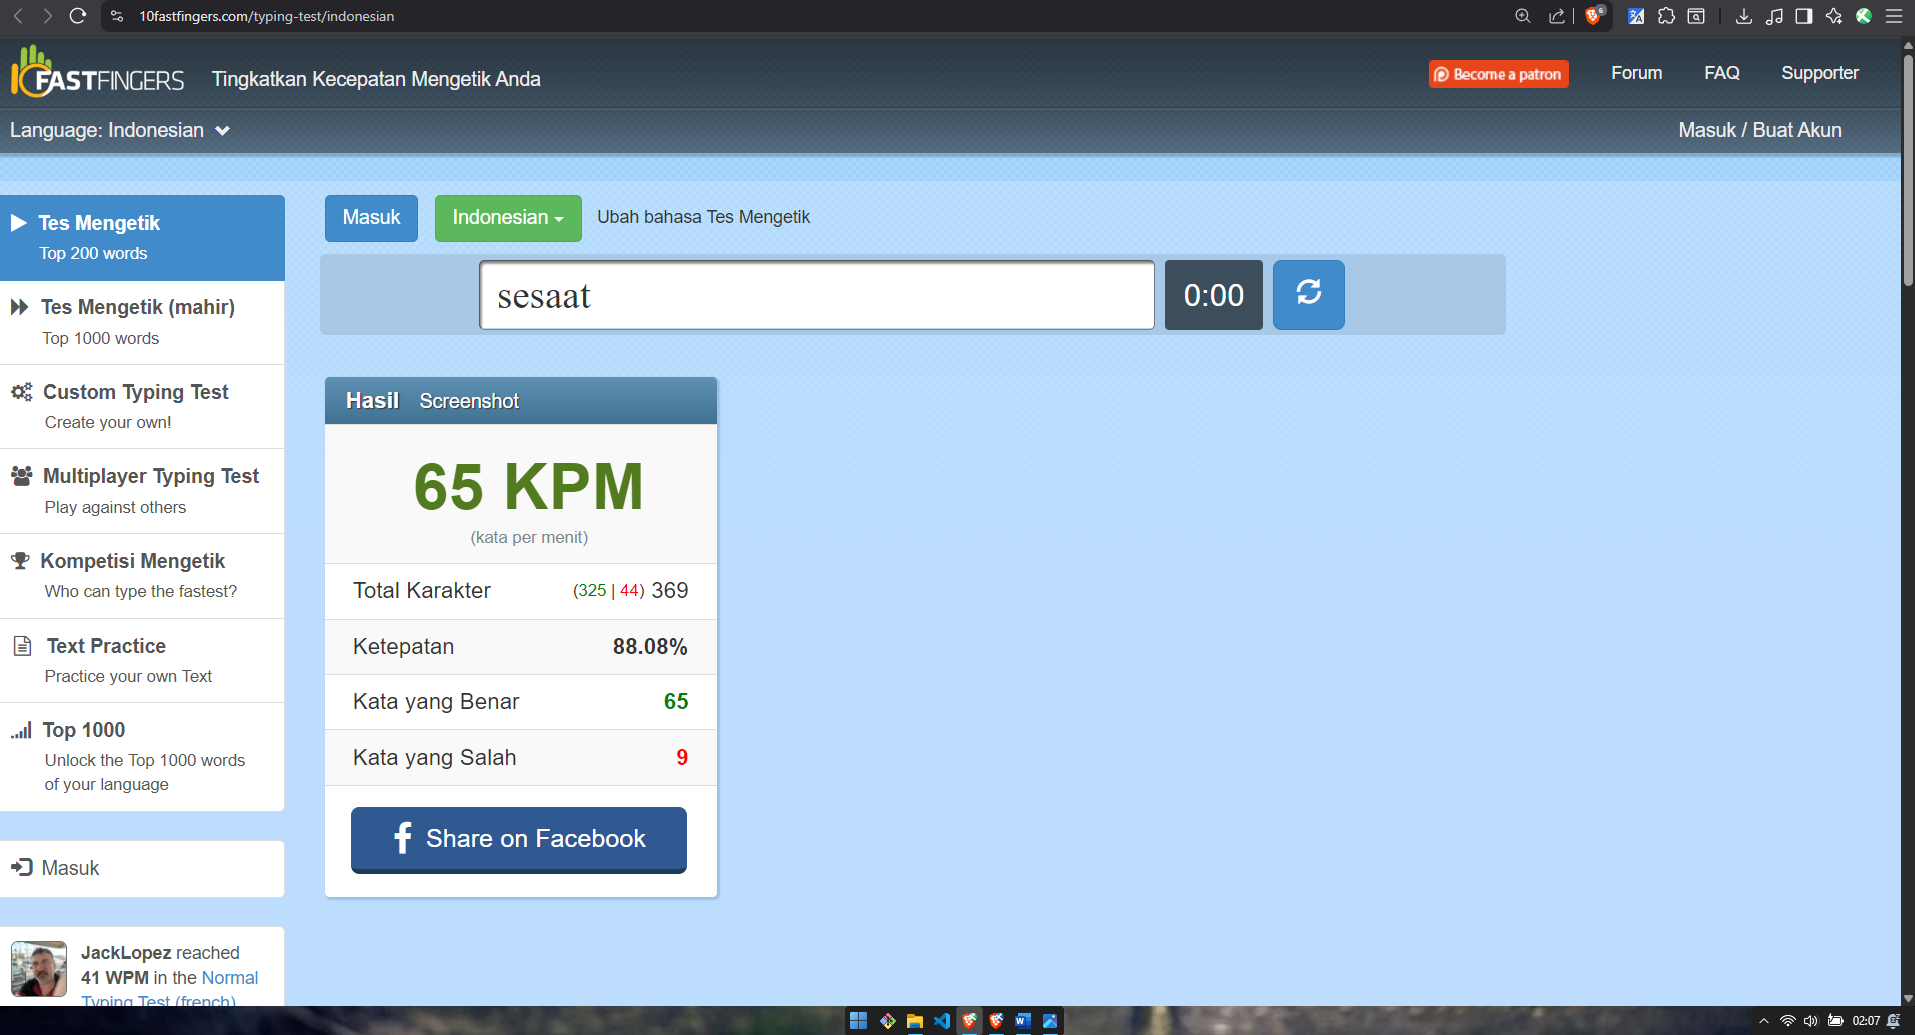 10fastfingers.com/typing-test/indonesian
6
FASTFINGERS
Tingkatkan Kecepatan Mengetik Anda
Become a patron
Forum
FAQ
Supporter
Language: Indonesian
Masuk / Buat Akun
Tes Mengetik
Top 200 words
Tes Mengetik (mahir)
Top 1000 words
Custom Typing Test
Create your own!
Multiplayer Typing Test
Play against others
Kompetisi Mengetik
Who can type the fastest?
Text Practice
Practice your own Text
Top 1000
Unlock the Top 1000 words
of your language
Masuk
JackLopez reached
41 WPM in the Normal
Typing Test (french)
Masuk
Indonesian
Ubah bahasa Tes Mengetik
sesaat
0:00
Hasil Screenshot
65 KPM
(kata per menit)
Total Karakter (325 | 44) 369
Ketepatan 88.08%
Kata yang Benar 65
Kata yang Salah 9
Share on Facebook
02:07